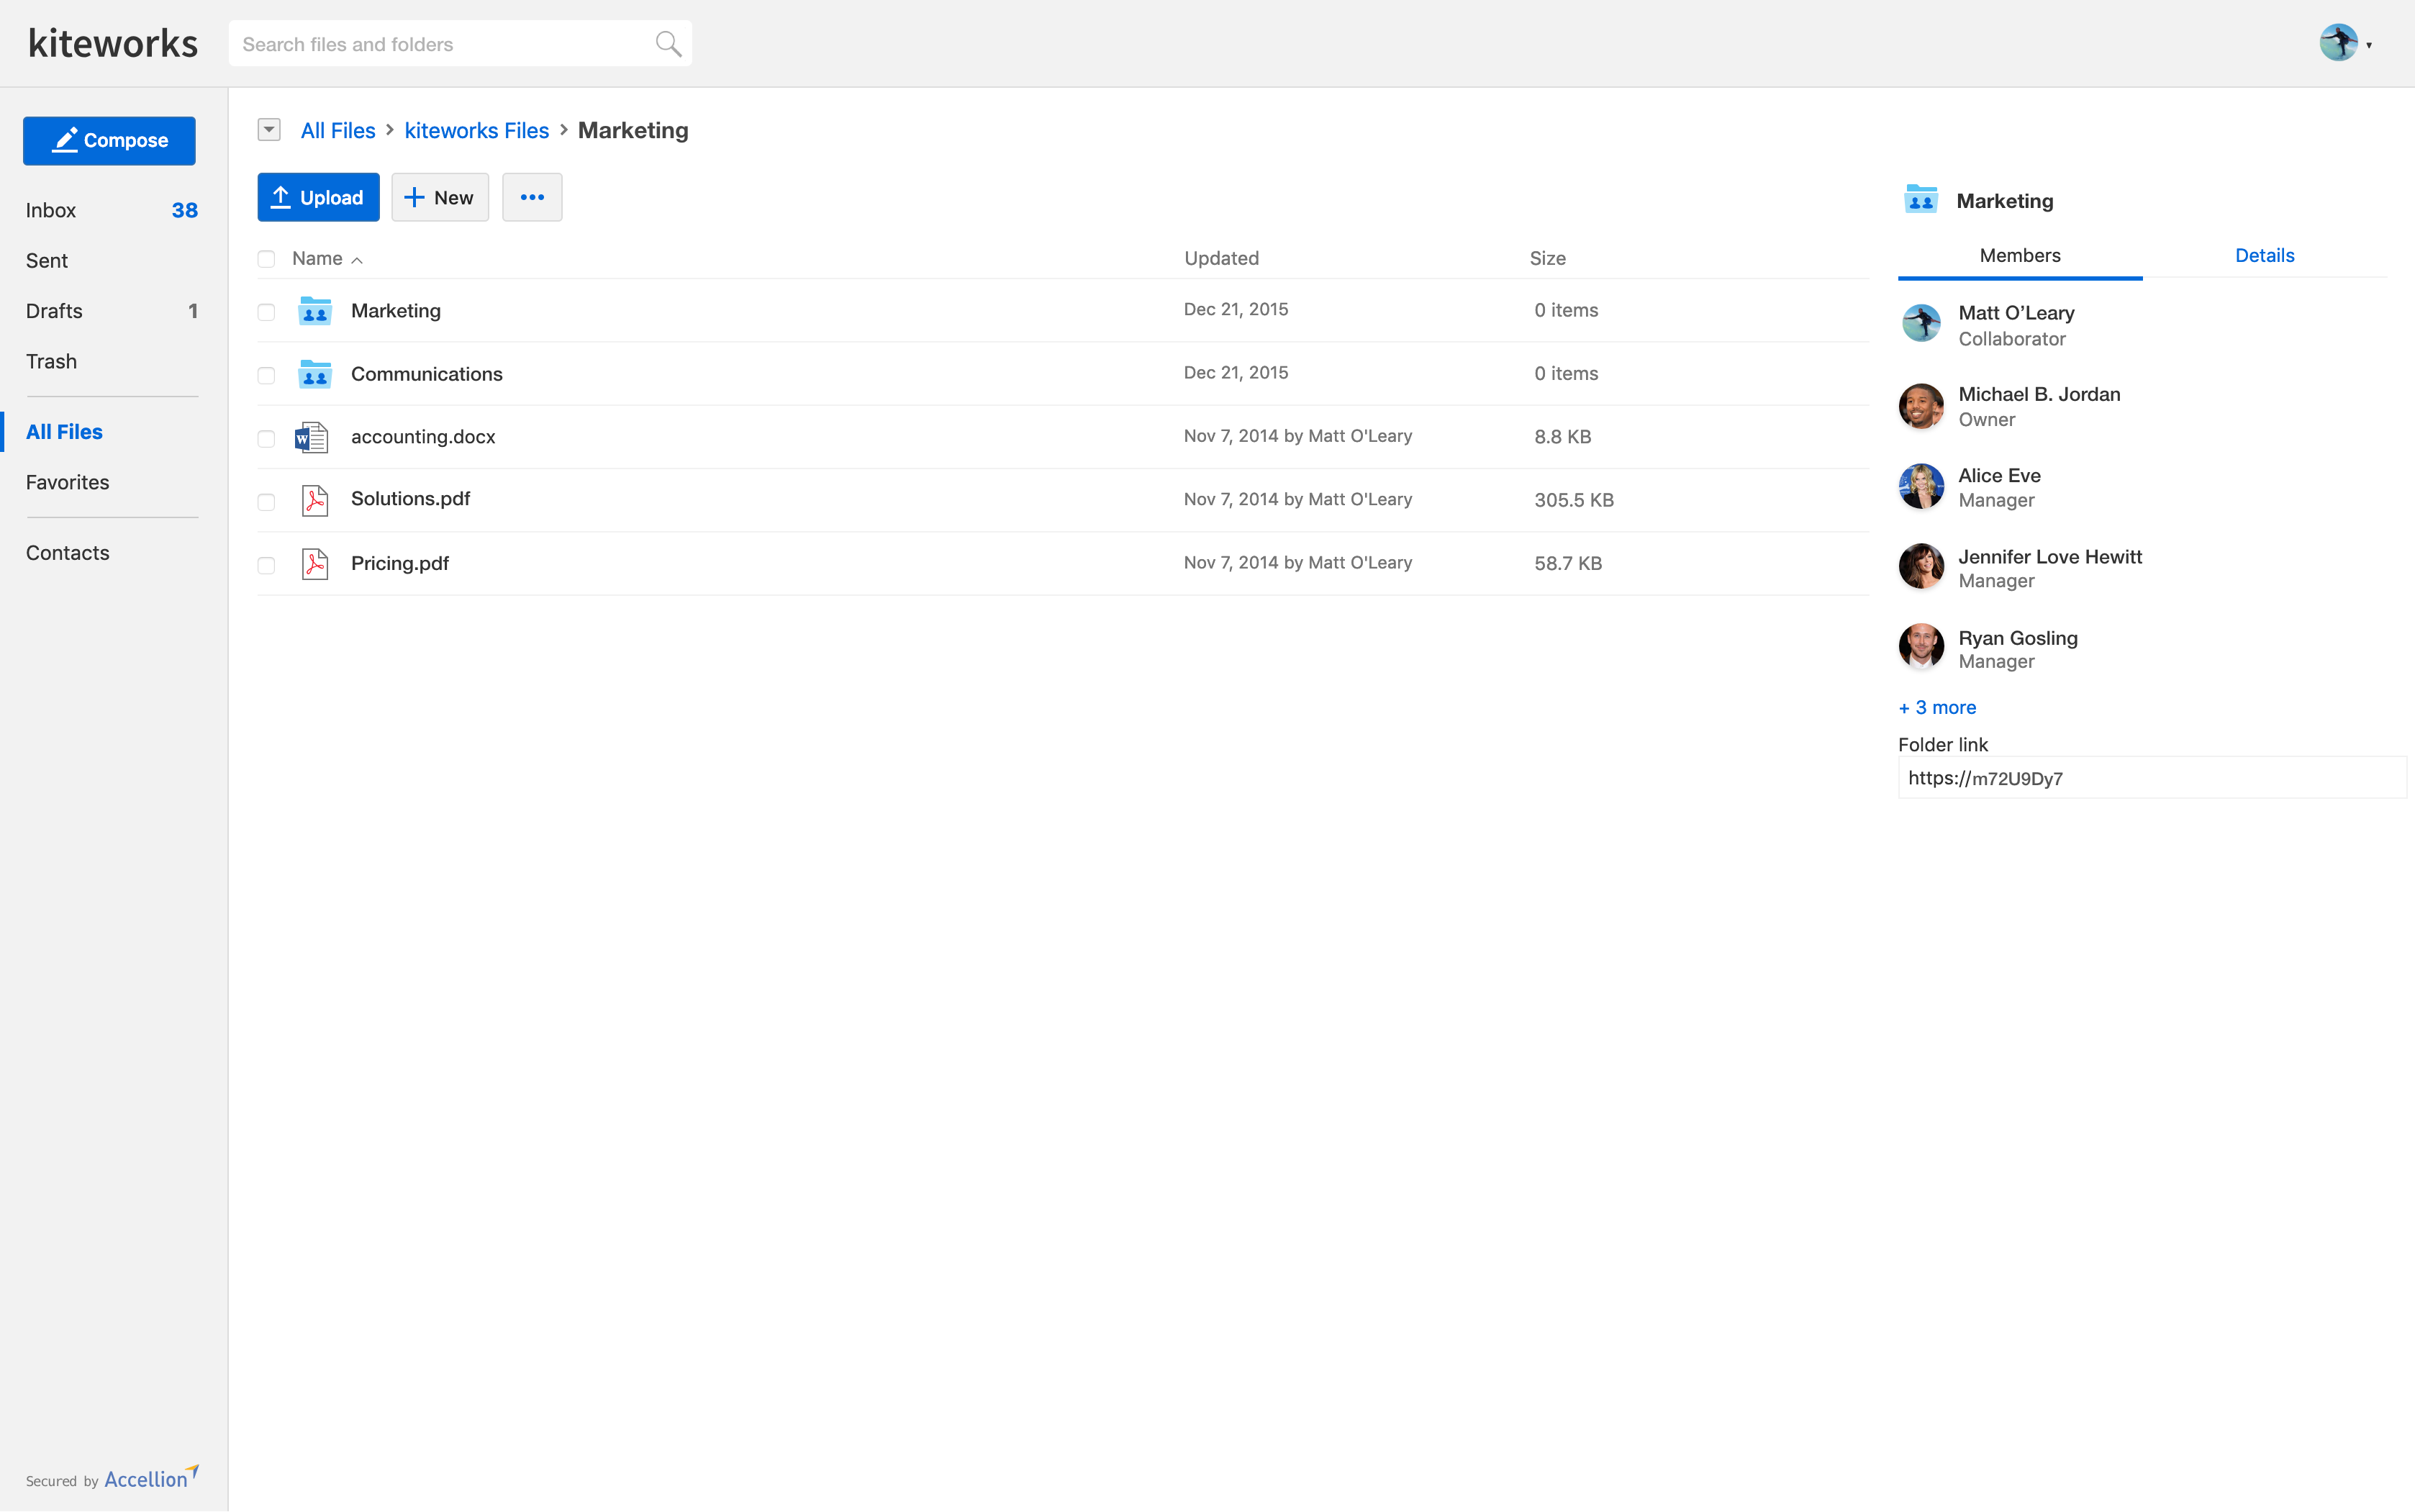 kiteworks
Search files and folders
Compose
Inbox 38
Sent
Drafts 1
Trash
All Files
Favorites
Contacts
Secured by Accellion
All Files > kiteworks Files > Marketing
Upload
New
Name Updated Size
Marketing Dec 21, 2015 0 items
Communications Dec 21, 2015 0 items
accounting.docx Nov 7, 2014 by Matt O'Leary 8.8 KB
Solutions.pdf Nov 7, 2014 by Matt O'Leary 305.5 KB
Pricing.pdf Nov 7, 2014 by Matt O'Leary 58.7 KB
Marketing
Members Details
Matt O’Leary
Collaborator
Michael B. Jordan
Owner
Alice Eve
Manager
Jennifer Love Hewitt
Manager
Ryan Gosling
Manager
+ 3 more
Folder link
https://m72U9Dy7